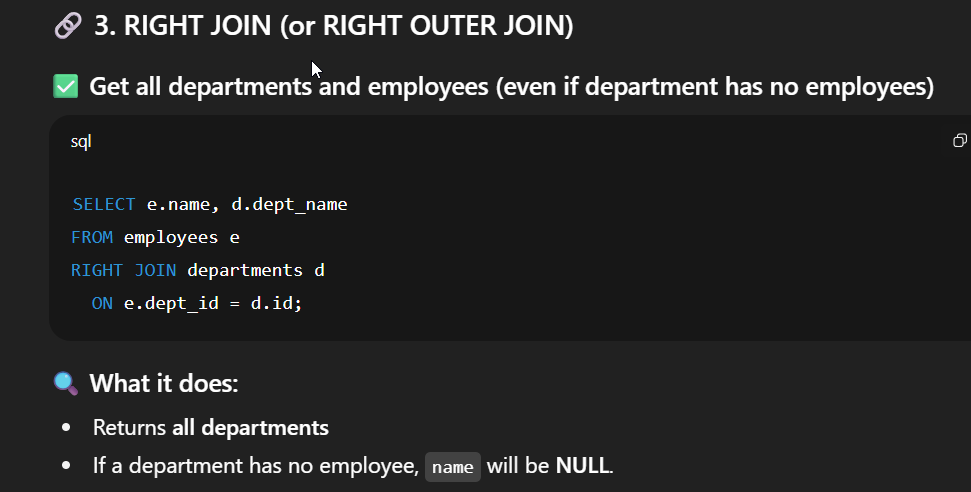 🔗 3. RIGHT JOIN (or RIGHT OUTER JOIN)
✅ Get all departments and employees (even if department has no employees)
sql
SELECT e.name, d.dept_name
FROM employees e
RIGHT JOIN departments d
  ON e.dept_id = d.id;
🔍 What it does:
• Returns all departments
• If a department has no employee, name will be NULL.